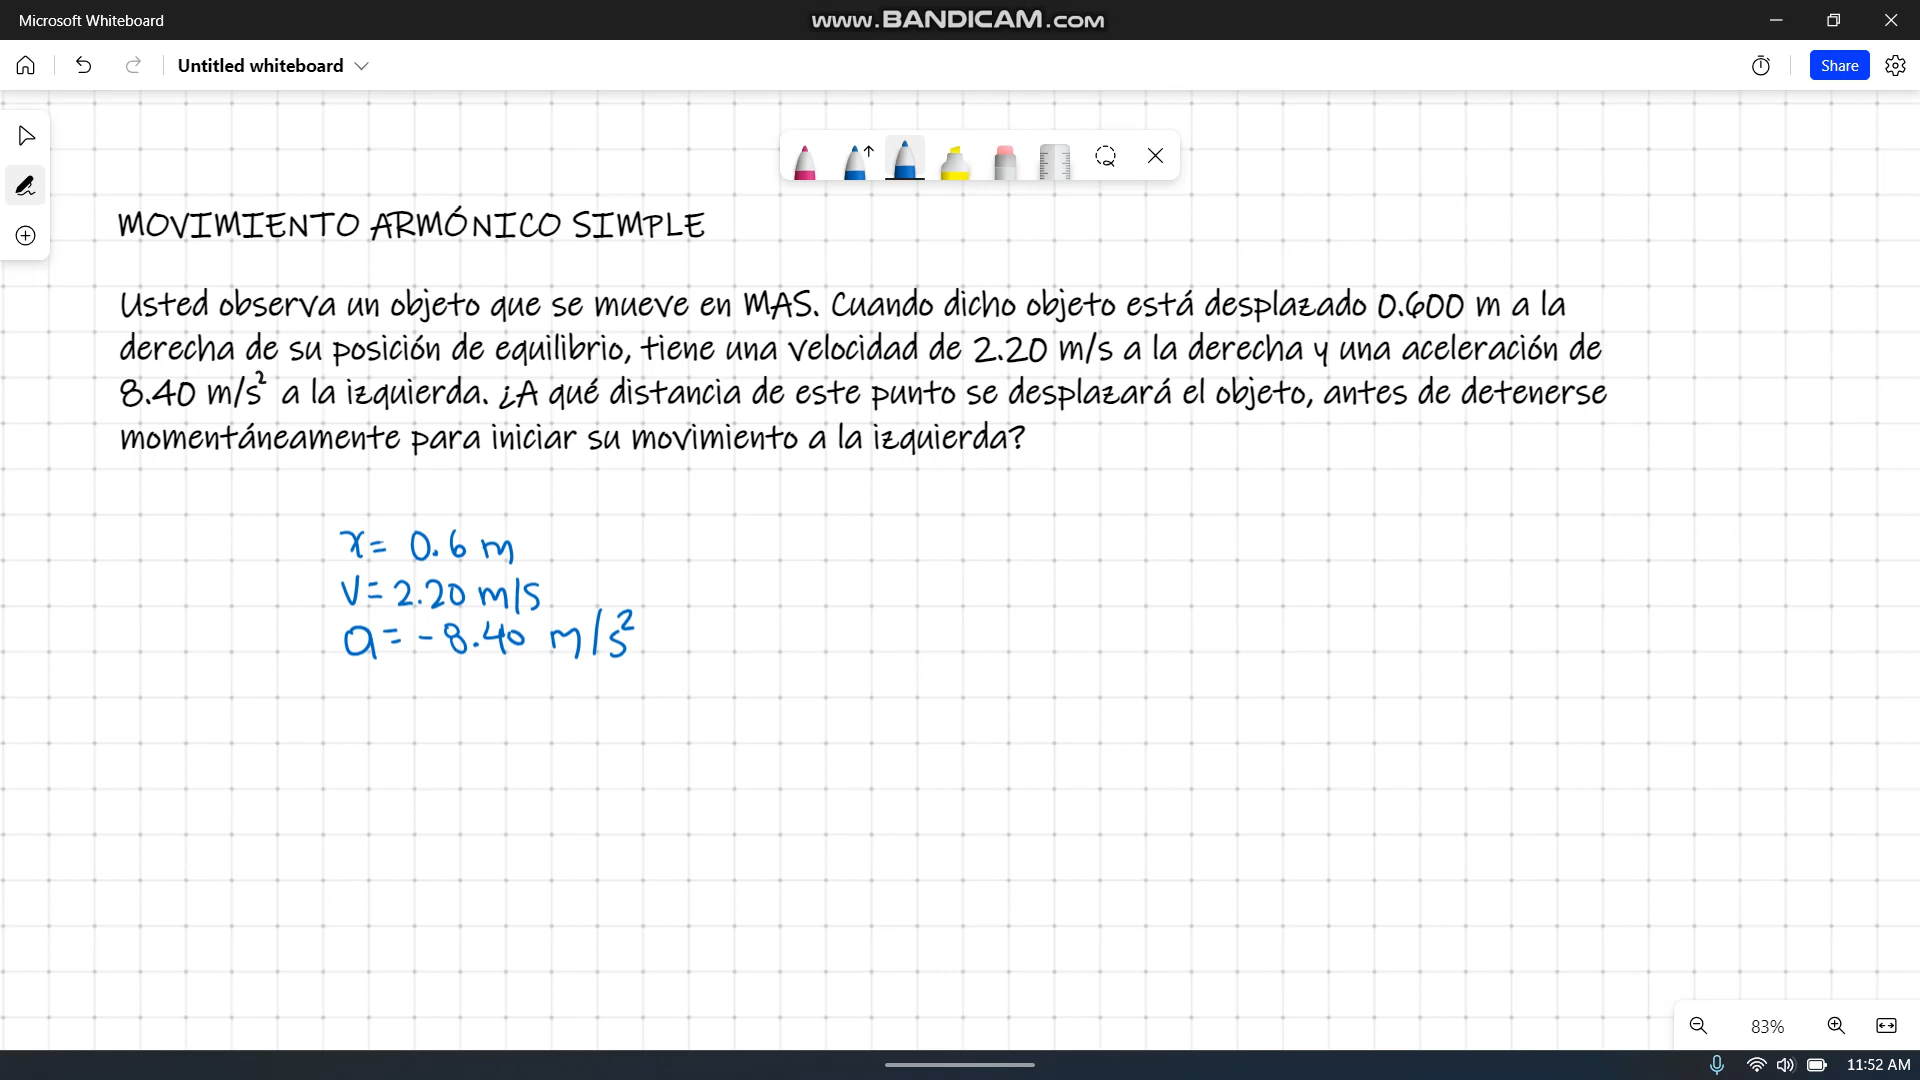 Microsoft Whiteboard
www.BANDICAM.com
Untitled whiteboard
Share
MOVIMIENTO ARMÓNICO SIMPLE
Usted observa un objeto que se mueve en MAS. Cuando dicho objeto está desplazado 0.600 m a la
derecha de su posición de equilibrio, tiene una velocidad de 2.20 m/s a la derecha y una aceleración de
8.40 m/s² a la izquierda. ¿A qué distancia de este punto se desplazará el objeto, antes de detenerse
momentáneamente para iniciar su movimiento a la izquierda?
x = 0.6 m
v = 2.20 m/s
a = -8.40 m/s²
83%
11:52 AM